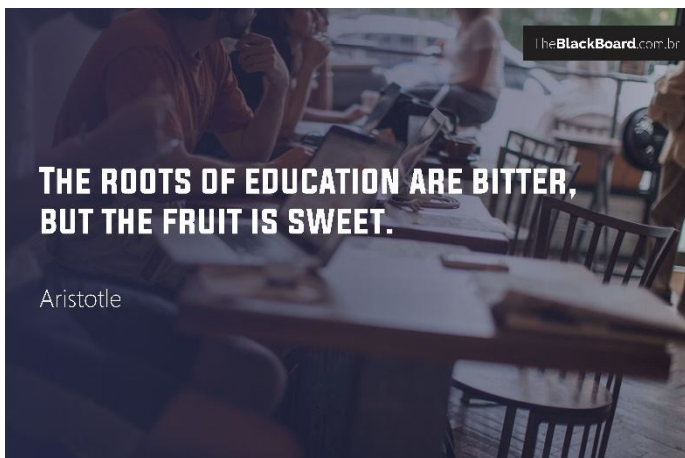 TheBlackBoard.com.br
THE ROOTS OF EDUCATION ARE BITTER,
BUT THE FRUIT IS SWEET.
Aristotle